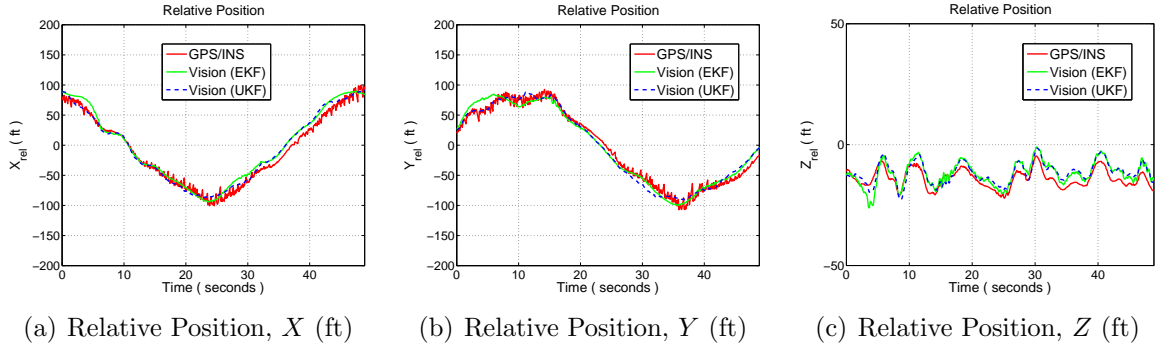 Relative Position
200
150
100
50
0
−50
−100
−150
−200
X_rel ( ft )
GPS/INS
Vision (EKF)
Vision (UKF)
0 10 20 30 40
Time ( seconds )
(a) Relative Position, X (ft)
Relative Position
200
150
100
50
0
−50
−100
−150
−200
Y_rel ( ft )
GPS/INS
Vision (EKF)
Vision (UKF)
0 10 20 30 40
Time ( seconds )
(b) Relative Position, Y (ft)
Relative Position
50
0
−50
Z_rel ( ft )
GPS/INS
Vision (EKF)
Vision (UKF)
0 10 20 30 40
Time ( seconds )
(c) Relative Position, Z (ft)